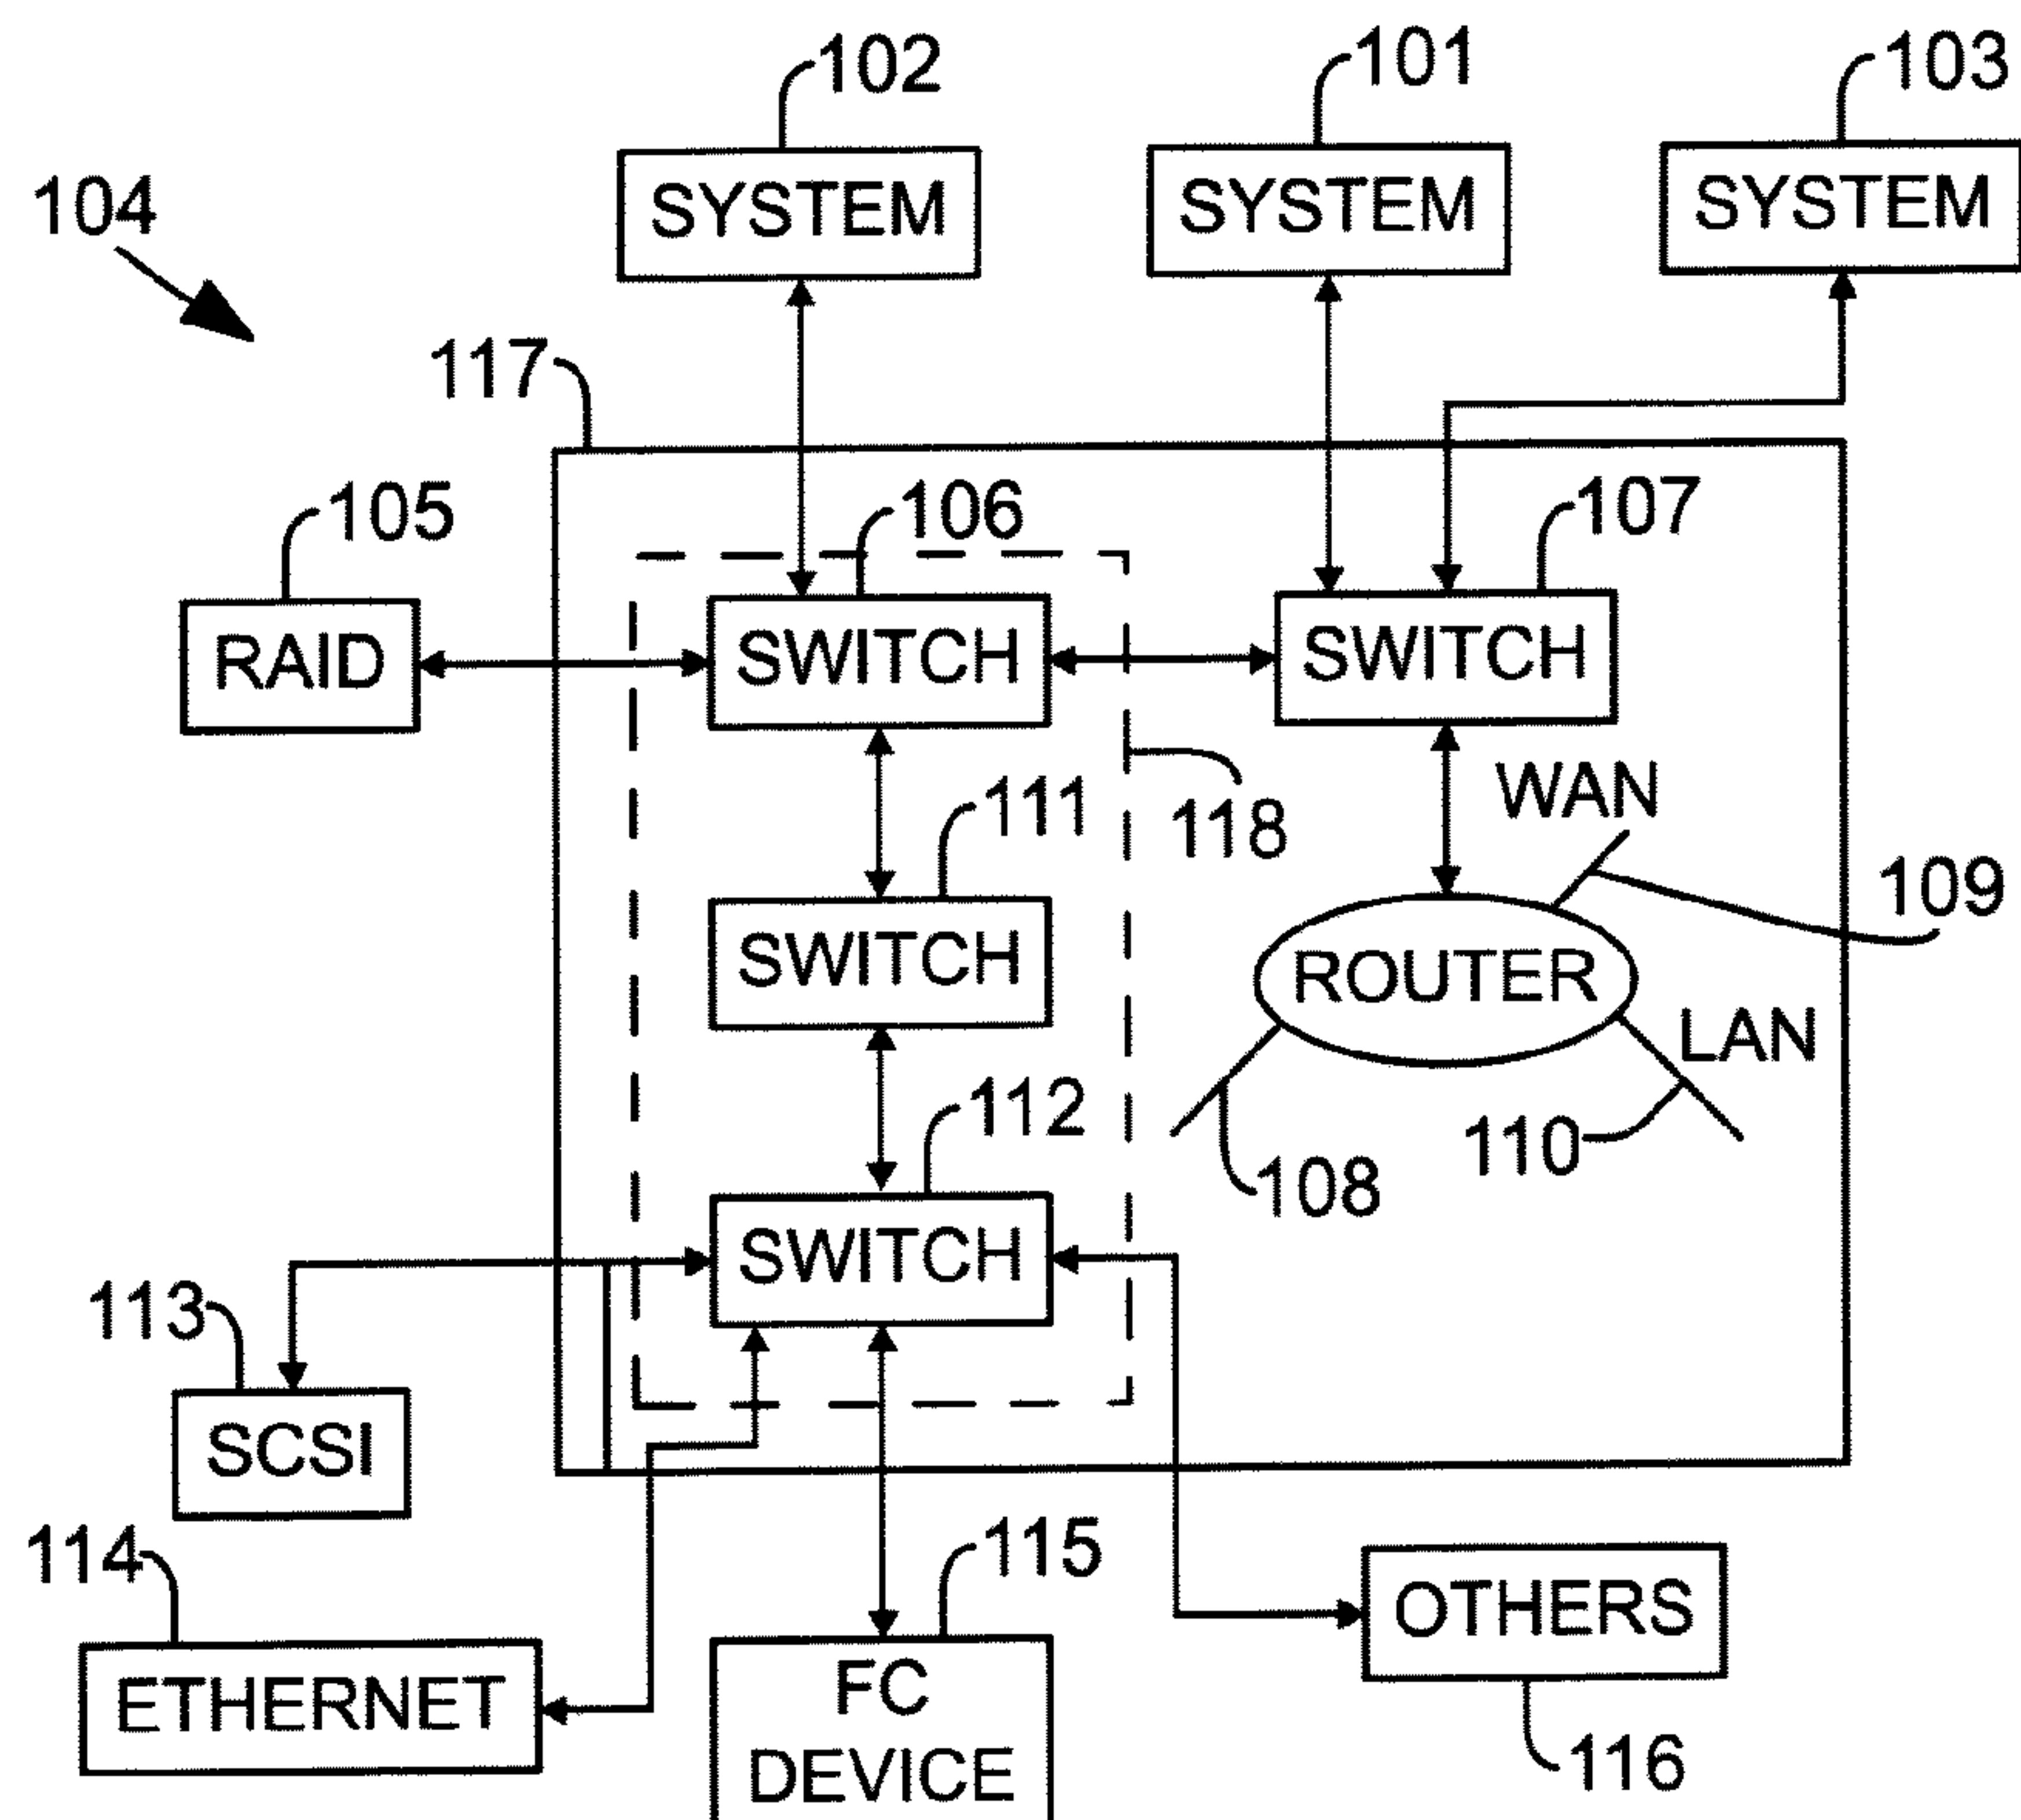 102
101
103
SYSTEM
SYSTEM
SYSTEM
104
117
105
106
107
RAID
SWITCH
SWITCH
111
118
WAN
109
SWITCH
ROUTER
LAN
112
110
108
SWITCH
113
SCSI
114
115
OTHERS
ETHERNET
FC
DEVICE
116